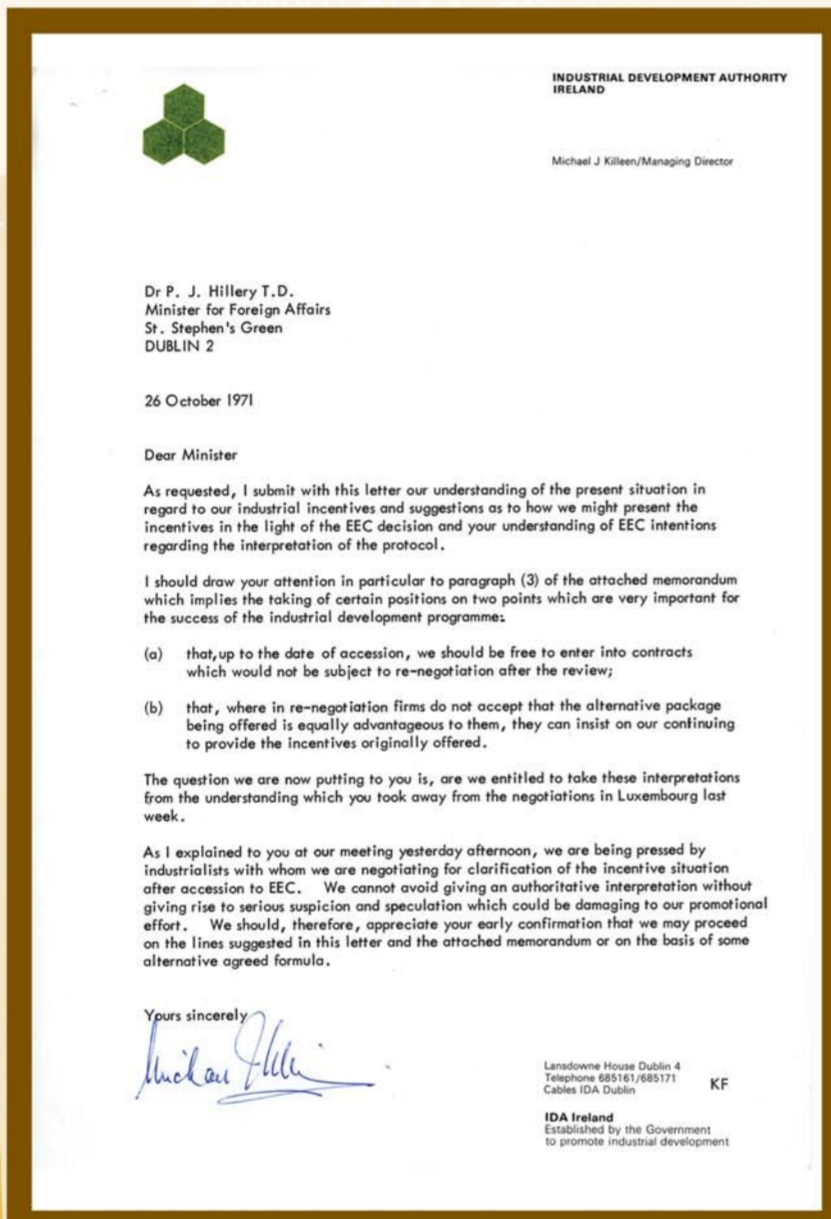 INDUSTRIAL DEVELOPMENT AUTHORITY
IRELAND
Michael J Killeen/Managing Director
Dr P. J. Hillery T.D.
Minister for Foreign Affairs
St. Stephen's Green
DUBLIN 2
26 October 1971
Dear Minister
As requested, I submit with this letter our understanding of the present situation in
regard to our industrial incentives and suggestions as to how we might present the
incentives in the light of the EEC decision and your understanding of EEC intentions
regarding the interpretation of the protocol.
I should draw your attention in particular to paragraph (3) of the attached memorandum
which implies the taking of certain positions on two points which are very important for
the success of the industrial development programme:
(a) that, up to the date of accession, we should be free to enter into contracts
which would not be subject to re-negotiation after the review;
(b) that, where in re-negotiation firms do not accept that the alternative package
being offered is equally advantageous to them, they can insist on our continuing
to provide the incentives originally offered.
The question we are now putting to you is, are we entitled to take these interpretations
from the understanding which you took away from the negotiations in Luxembourg last
week.
As I explained to you at our meeting yesterday afternoon, we are being pressed by
industrialists with whom we are negotiating for clarification of the incentive situation
after accession to EEC. We cannot avoid giving an authoritative interpretation without
giving rise to serious suspicion and speculation which could be damaging to our promotional
effort. We should, therefore, appreciate your early confirmation that we may proceed
on the lines suggested in this letter and the attached memorandum or on the basis of some
alternative agreed formula.
Yours sincerely
Michael Killeen
Lansdowne House Dublin 4
Telephone 685161/685171
Cables IDA Dublin
KF
IDA Ireland
Established by the Government
to promote industrial development